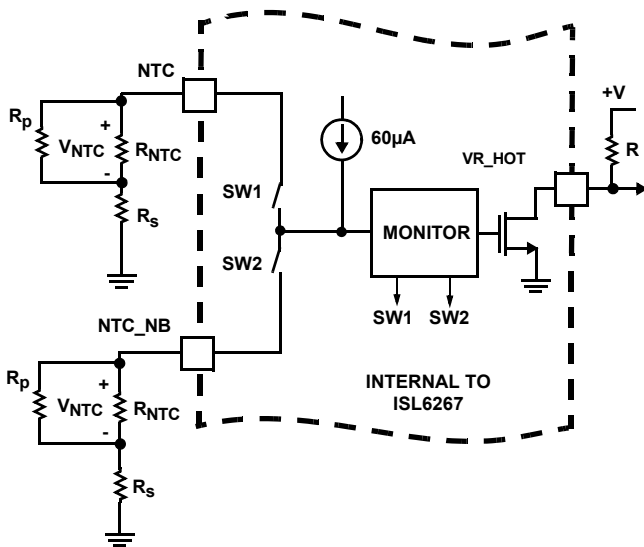 NTC
+V
Rp
+
VNTC
RNTC
-
60μA
VR_HOT
R
Rs
SW1
MONITOR
SW2
SW1
SW2
NTC_NB
Rp
+
VNTC
RNTC
-
INTERNAL TO
ISL6267
Rs